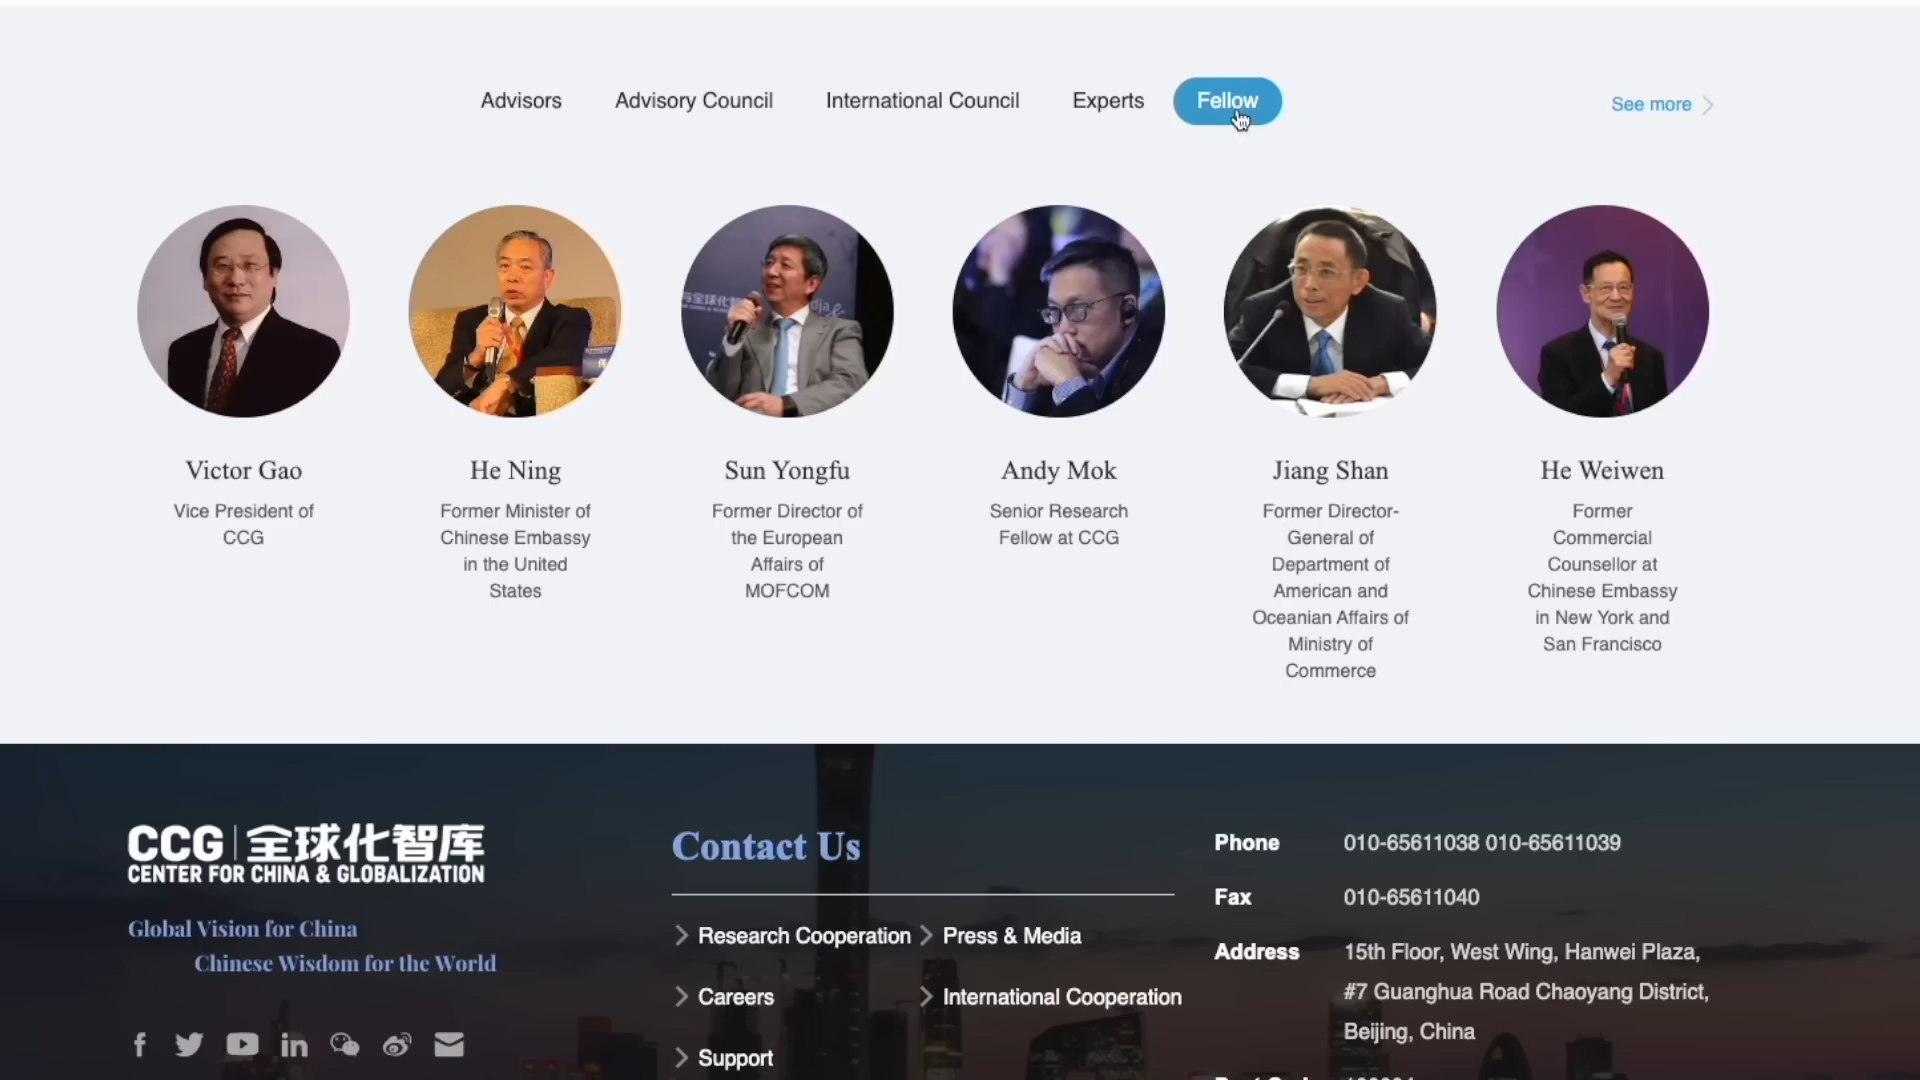 Advisors
Advisory Council
International Council
Experts
Fellow
See more
Victor Gao
Vice President of
CCG
He Ning
Former Minister of
Chinese Embassy
in the United
States
Sun Yongfu
Former Director of
the European
Affairs of
MOFCOM
Andy Mok
Senior Research
Fellow at CCG
Jiang Shan
Former Director-
General of
Department of
American and
Oceanian Affairs of
Ministry of
Commerce
He Weiwen
Former
Commercial
Counsellor at
Chinese Embassy
in New York and
San Francisco
CCG 全球化智库
CENTER FOR CHINA & GLOBALIZATION
Global Vision for China
Chinese Wisdom for the World
Contact Us
Research Cooperation
Press & Media
Careers
International Cooperation
Support
Phone 010-65611038 010-65611039
Fax 010-65611040
Address 15th Floor, West Wing, Hanwei Plaza,
#7 Guanghua Road Chaoyang District,
Beijing, China